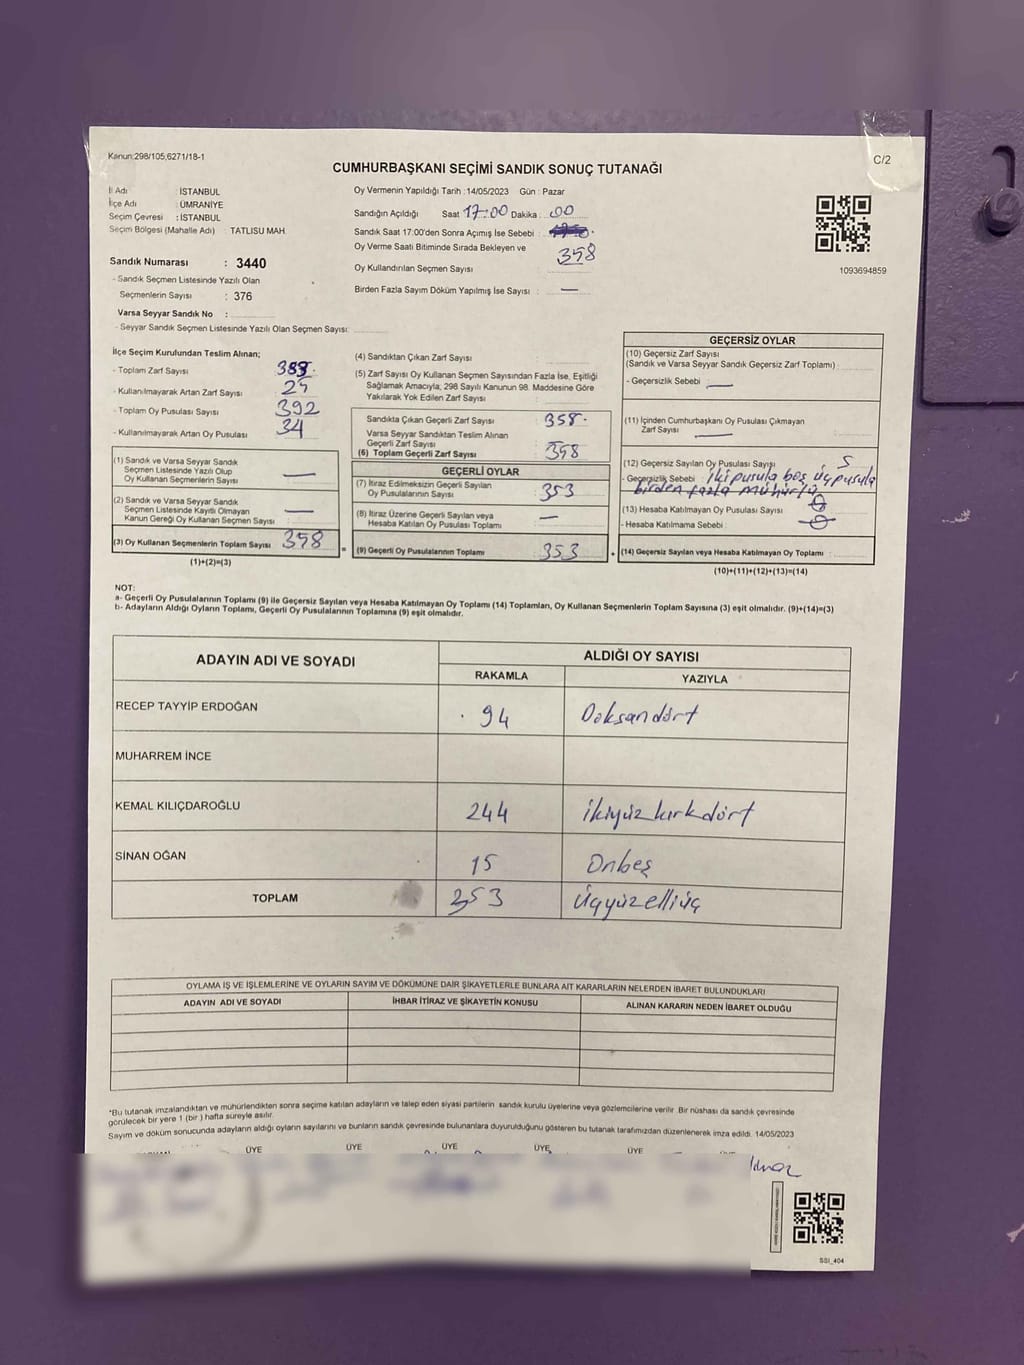 Kanun:298/105;6271/18-1
C/2
CUMHURBAŞKANI SEÇİMİ SANDIK SONUÇ TUTANAĞI
İl Adı : İSTANBUL
İlçe Adı : ÜMRANİYE
Seçim Çevresi : İSTANBUL
Seçim Bölgesi (Mahalle Adı) : TATLISU MAH.
Sandık Numarası : 3440
- Sandık Seçmen Listesinde Yazılı Olan
Seçmenlerin Sayısı : 376
Varsa Seyyar Sandık No :
- Seyyar Sandık Seçmen Listesinde Yazılı Olan Seçmen Sayısı:
Oy Vermenin Yapıldığı Tarih :14/05/2023 Gün : Pazar
Sandığın Açıldığı Saat 17:00 Dakika : 00
Sandık Saat 17:00'den Sonra Açılmış İse Sebebi :
Oy Verme Saati Bitiminde Sırada Bekleyen ve 358
Oy Kullandırılan Seçmen Sayısı
Birden Fazla Sayım Döküm Yapılmış İse Sayısı : —
1093694859
İlçe Seçim Kurulundan Teslim Alınan;
- Toplam Zarf Sayısı
- Kullanılmayarak Artan Zarf Sayısı
- Toplam Oy Pusulası Sayısı 392
- Kullanılmayarak Artan Oy Pusulası 34
(1) Sandık ve Varsa Seyyar Sandık
Seçmen Listesinde Yazılı Olup
Oy Kullanan Seçmenlerin Sayısı —
(2) Sandık ve Varsa Seyyar Sandık
Seçmen Listesinde Kayıtlı Olmayan
Kanun Gereği Oy Kullanan Seçmen Sayısı —
(3) Oy Kullanan Seçmenlerin Toplam Sayısı 358
(1)+(2)=(3)
(4) Sandıktan Çıkan Zarf Sayısı
(5) Zarf Sayısı Oy Kullanan Seçmen Sayısından Fazla İse, Eşitliği
Sağlamak Amacıyla, 298 Sayılı Kanunun 98. Maddesine Göre
Yakılarak Yok Edilen Zarf Sayısı
Sandıkta Çıkan Geçerli Zarf Sayısı 358
Varsa Seyyar Sandıktan Teslim Alınan
Geçerli Zarf Sayısı
(6) Toplam Geçerli Zarf Sayısı 358
GEÇERLİ OYLAR
(7) İtiraz Edilmeksizin Geçerli Sayılan
Oy Pusulalarının Sayısı 353
(8) İtiraz Üzerine Geçerli Sayılan veya
Hesaba Katılan Oy Pusulası Toplamı —
= (9) Geçerli Oy Pusulalarının Toplamı 353
GEÇERSİZ OYLAR
(10) Geçersiz Zarf Sayısı
(Sandık ve Varsa Seyyar Sandık Geçersiz Zarf Toplamı)
- Geçersizlik Sebebi —
(11) İçinden Cumhurbaşkanı Oy Pusulası Çıkmayan
Zarf Sayısı —
(12) Geçersiz Sayılan Oy Pusulası Sayısı 5
- Geçersizlik Sebebi İki pusula boş üç pusula
birden fazla mühürlü
(13) Hesaba Katılmayan Oy Pusulası Sayısı
- Hesaba Katılmama Sebebi
+ (14) Geçersiz Sayılan veya Hesaba Katılmayan Oy Toplamı
(10)+(11)+(12)+(13)=(14)
NOT:
a- Geçerli Oy Pusulalarının Toplamı (9) ile Geçersiz Sayılan veya Hesaba Katılmayan Oy Toplamı (14) Toplamları, Oy Kullanan Seçmenlerin Toplam Sayısına (3) eşit olmalıdır. (9)+(14)=(3)
b- Adayların Aldığı Oyların Toplamı, Geçerli Oy Pusulalarının Toplamına (9) eşit olmalıdır.
ADAYIN ADI VE SOYADI ALDIĞI OY SAYISI
RAKAMLA YAZIYLA
RECEP TAYYİP ERDOĞAN 94 Doksandört
MUHARREM İNCE
KEMAL KILIÇDAROĞLU 244 ikiyüzkırkdört
SİNAN OĞAN 15 Onbeş
TOPLAM 353 Üçyüzelliüç
OYLAMA İŞ VE İŞLEMLERİNE VE OYLARIN SAYIM VE DÖKÜMÜNE DAİR ŞİKAYETLERLE BUNLARA AİT KARARLARIN NELERDEN İBARET BULUNDUKLARI
ADAYIN ADI VE SOYADI İHBAR İTİRAZ VE ŞİKAYETİN KONUSU ALINAN KARARIN NEDEN İBARET OLDUĞU
*Bu tutanak imzalandıktan ve mühürlendikten sonra seçime katılan adayların ve talep eden siyasi partilerin sandık kurulu üyelerine veya gözlemcilerine verilir. Bir nüshası da sandık çevresinde
görülecek bir yere 1 (bir ) hafta süreyle asılır.
Sayım ve döküm sonucunda adayların aldığı oyların sayılarını ve bunların sandık çevresinde bulunanlara duyurulduğunu gösteren bu tutanak tarafımızdan düzenlenerek imza edildi. 14/05/2023
ÜYE ÜYE ÜYE ÜYE ÜYE
SSI_404